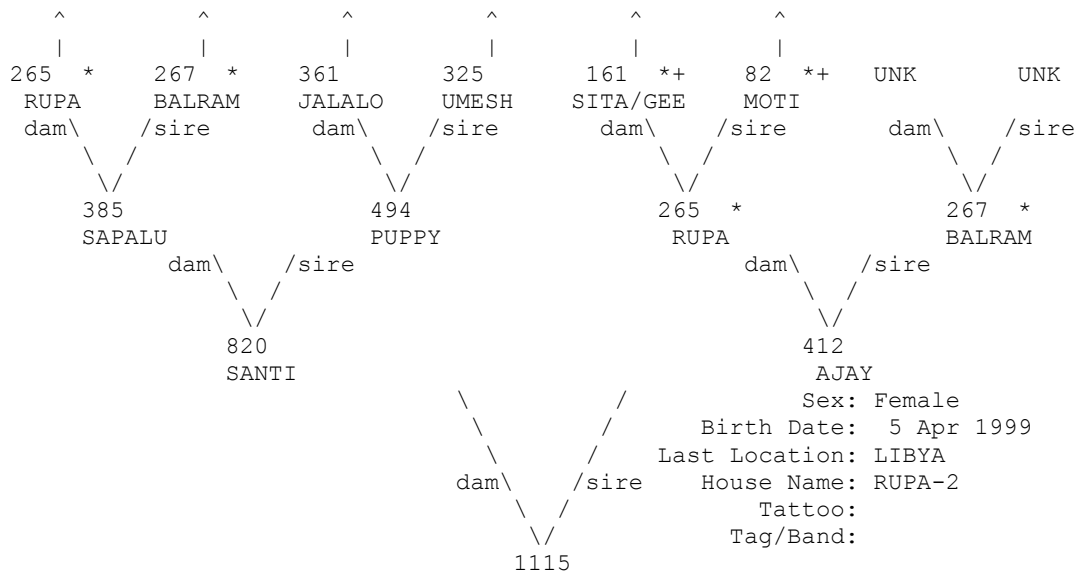 ^ ^ ^ ^ ^ ^
| | | | | |
265 * 267 * 361 325 161 *+ 82 *+ UNK UNK
RUPA BALRAM JALALO UMESH SITA/GEE MOTI
dam\ /sire dam\ /sire dam\ /sire dam\ /sire
\ / \ / \ / \ /
\/ \/ \/ \/
385 494 265 * 267 *
SAPALU PUPPY RUPA BALRAM
dam\ /sire dam\ /sire
\ / \ /
\/ \/
820 412
SANTI AJAY
\ / Sex: Female
\ / Birth Date: 5 Apr 1999
\ / Last Location: LIBYA
dam\ /sire House Name: RUPA-2
\ / Tattoo:
\/ Tag/Band:
1115